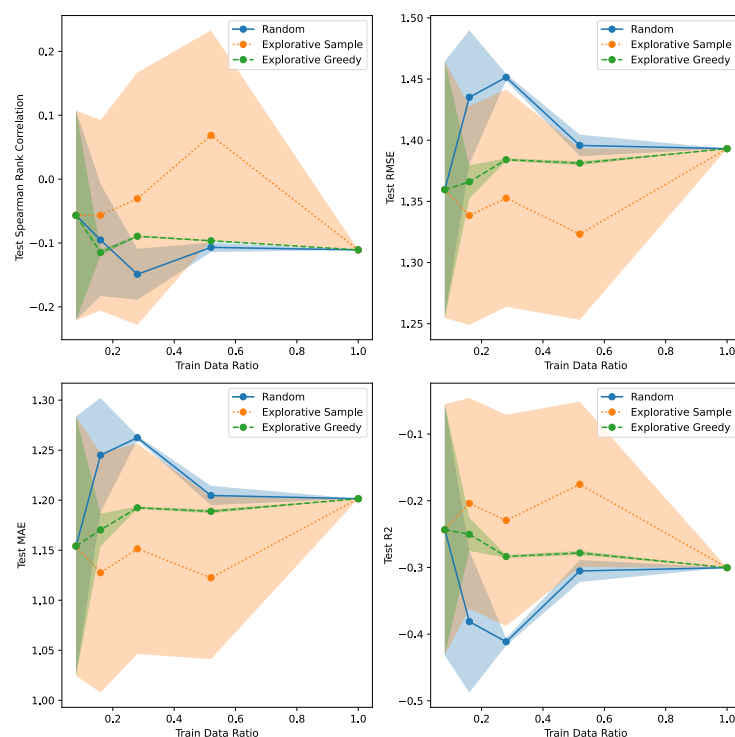 Test Spearman Rank Correlation
0.2
0.1
0.0
−0.1
−0.2
Random
Explorative Sample
Explorative Greedy
0.2 0.4 0.6 0.8 1.0
Train Data Ratio
Test RMSE
1.50
1.45
1.40
1.35
1.30
1.25
Random
Explorative Sample
Explorative Greedy
0.2 0.4 0.6 0.8 1.0
Train Data Ratio
Test MAE
1.30
1.25
1.20
1.15
1.10
1.05
1.00
Random
Explorative Sample
Explorative Greedy
0.2 0.4 0.6 0.8 1.0
Train Data Ratio
Test R2
−0.1
−0.2
−0.3
−0.4
−0.5
Random
Explorative Sample
Explorative Greedy
0.2 0.4 0.6 0.8 1.0
Train Data Ratio